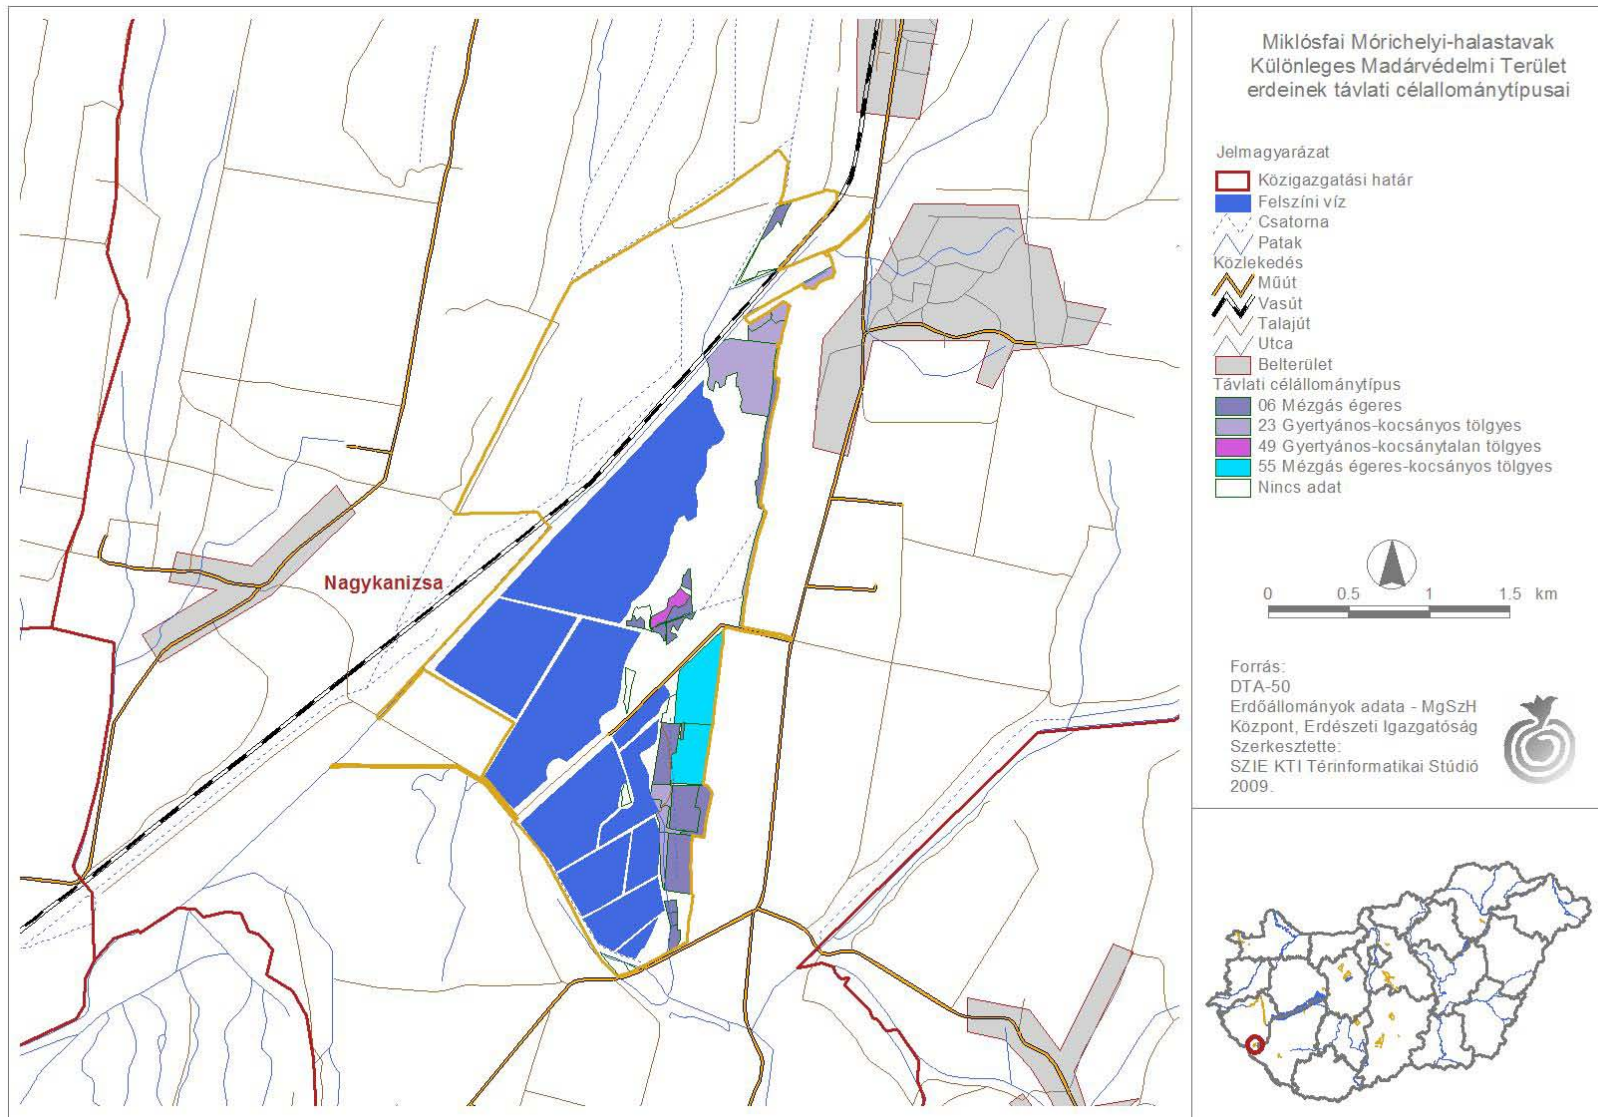 Miklósfai Mórichelyi-halastavak
Különleges Madárvédelmi Terület
erdeinek távlati célallománytípusai
Jelmagyarázat
Közigazgatási határ
Felszíni víz
Csatorna
Patak
Közlekedés
Műút
Vasút
Talajút
Utca
Belterület
Távlati célállománytípus
06 Mézgás égeres
23 Gyertyános-kocsányos tölgyes
49 Gyertyános-kocsánytalan tölgyes
55 Mézgás égeres-kocsányos tölgyes
Nincs adat
0 0.5 1 1.5 km
Forrás:
DTA-50
Erdőállományok adata - MgSzH
Központ, Erdészeti Igazgatóság
Szerkesztette:
SZIE KTI Térinformatikai Stúdió
2009.
Nagykanizsa